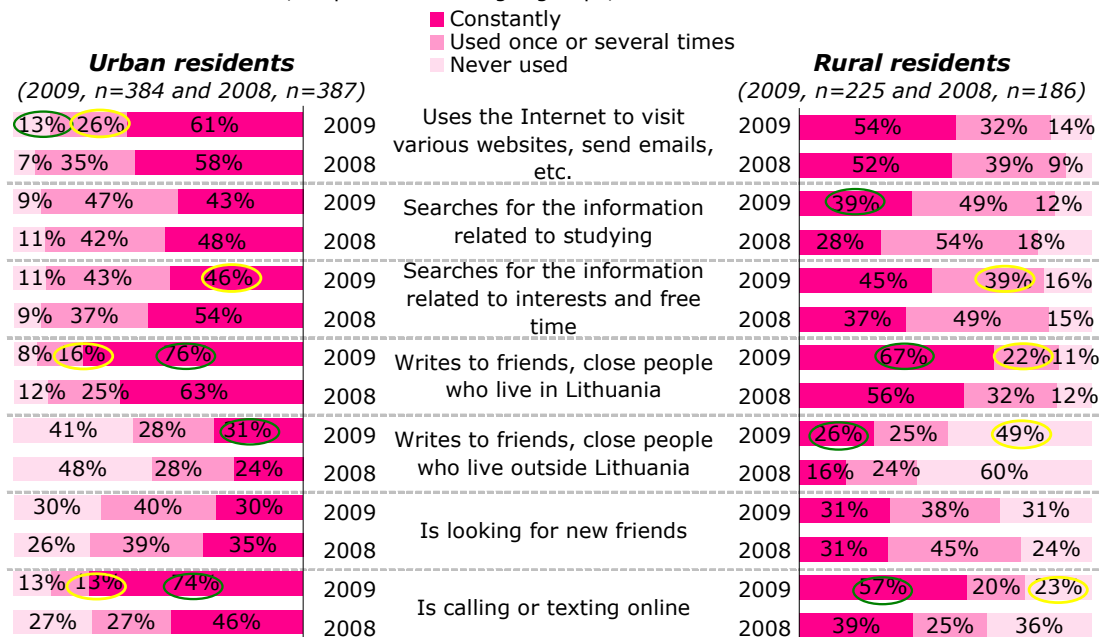 Constantly
Used once or several times
Never used
Urban residents
(2009, n=384 and 2008, n=387)
Rural residents
(2009, n=225 and 2008, n=186)
13% 26% 61% 2009 Uses the Internet to visit 2009 54% 32% 14%
various websites, send emails,
7% 35% 58% 2008 etc. 2008 52% 39% 9%
9% 47% 43% 2009 Searches for the information 2009 39% 49% 12%
11% 42% 48% 2008 related to studying 2008 28% 54% 18%
11% 43% 46% 2009 Searches for the information 2009 45% 39% 16%
related to interests and free
9% 37% 54% 2008 time 2008 37% 49% 15%
8% 16% 76% 2009 Writes to friends, close people 2009 67% 22% 11%
12% 25% 63% 2008 who live in Lithuania 2008 56% 32% 12%
41% 28% 31% 2009 Writes to friends, close people 2009 26% 25% 49%
48% 28% 24% 2008 who live outside Lithuania 2008 16% 24% 60%
30% 40% 30% 2009 2009 31% 38% 31%
Is looking for new friends
26% 39% 35% 2008 2008 31% 45% 24%
13% 13% 74% 2009 2009 57% 20% 23%
Is calling or texting online
27% 27% 46% 2008 2008 39% 25% 36%